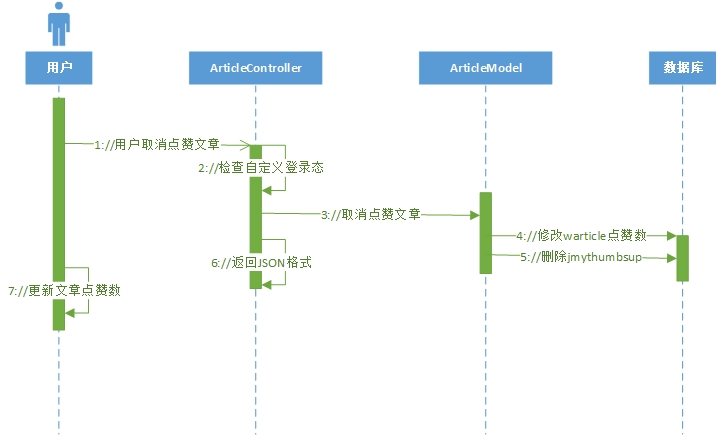 用户
ArticleController
ArticleModel
数据库
1://用户取消点赞文章
2://检查自定义登录态
3://取消点赞文章
4://修改warticle点赞数
5://删除jmythumbsup
6://返回JSON格式
7://更新文章点赞数